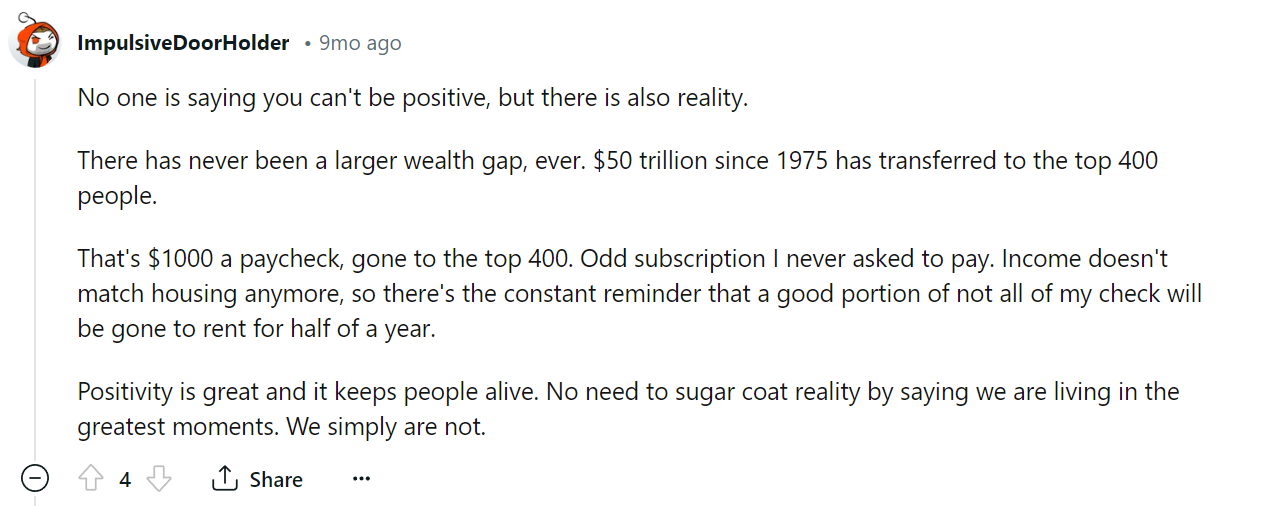 ImpulsiveDoorHolder • 9mo ago
No one is saying you can't be positive, but there is also reality.
There has never been a larger wealth gap, ever. $50 trillion since 1975 has transferred to the top 400
people.
That's $1000 a paycheck, gone to the top 400. Odd subscription I never asked to pay. Income doesn't
match housing anymore, so there's the constant reminder that a good portion of not all of my check will
be gone to rent for half of a year.
Positivity is great and it keeps people alive. No need to sugar coat reality by saying we are living in the
greatest moments. We simply are not.
4 Share ...